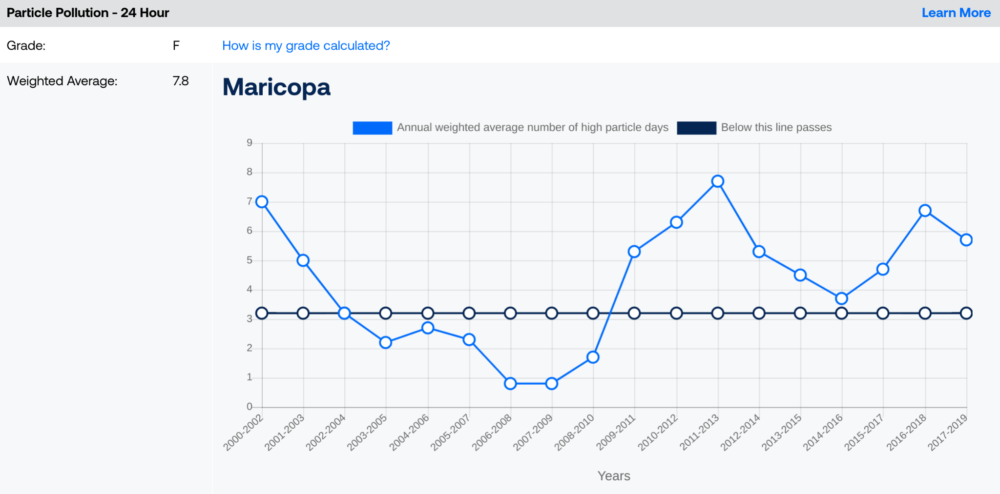 Particle Pollution - 24 Hour Learn More
Grade: F How is my grade calculated?
Weighted Average: 7.8
Maricopa
Annual weighted average number of high particle days Below this line passes
9
8
7
6
5
4
3
2
1
0
2000-2002 2001-2003 2002-2004 2003-2005 2004-2006 2005-2007 2006-2008 2007-2009 2008-2010 2009-2011 2010-2012 2011-2013 2012-2014 2013-2015 2014-2016 2015-2017 2016-2018 2017-2019
Years